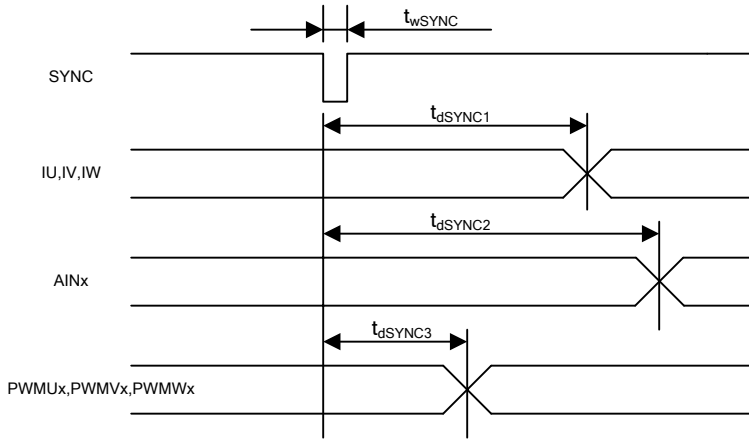 twSYNC
SYNC
tdSYNC1
IU,IV,IW
tdSYNC2
AINx
tdSYNC3
PWMUx,PWMVx,PWMWx